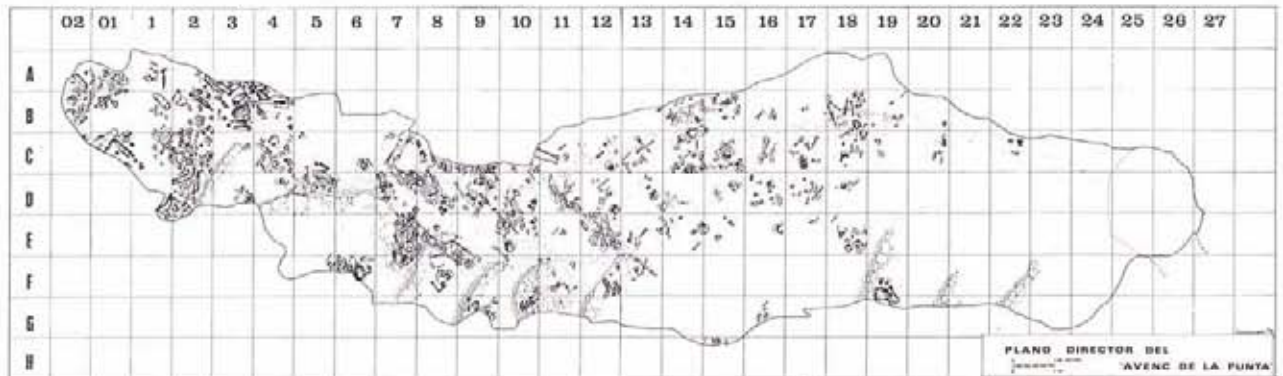 02 01 1 2 3 4 5 6 7 8 9 10 11 12 13 14 15 16 17 18 19 20 21 22 23 24 25 26 27
A
B
C
D
E
F
G
H
PLANO DIRECTOR DEL
"AVENC DE LA PUNTA"